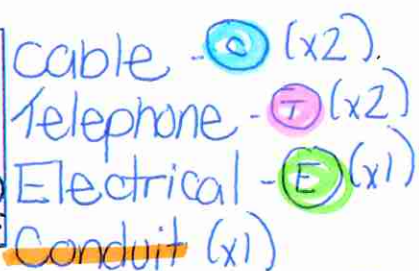 Cable - C (x2).
Telephone - T (x2)
Electrical - E (x1)
Conduit (x1)